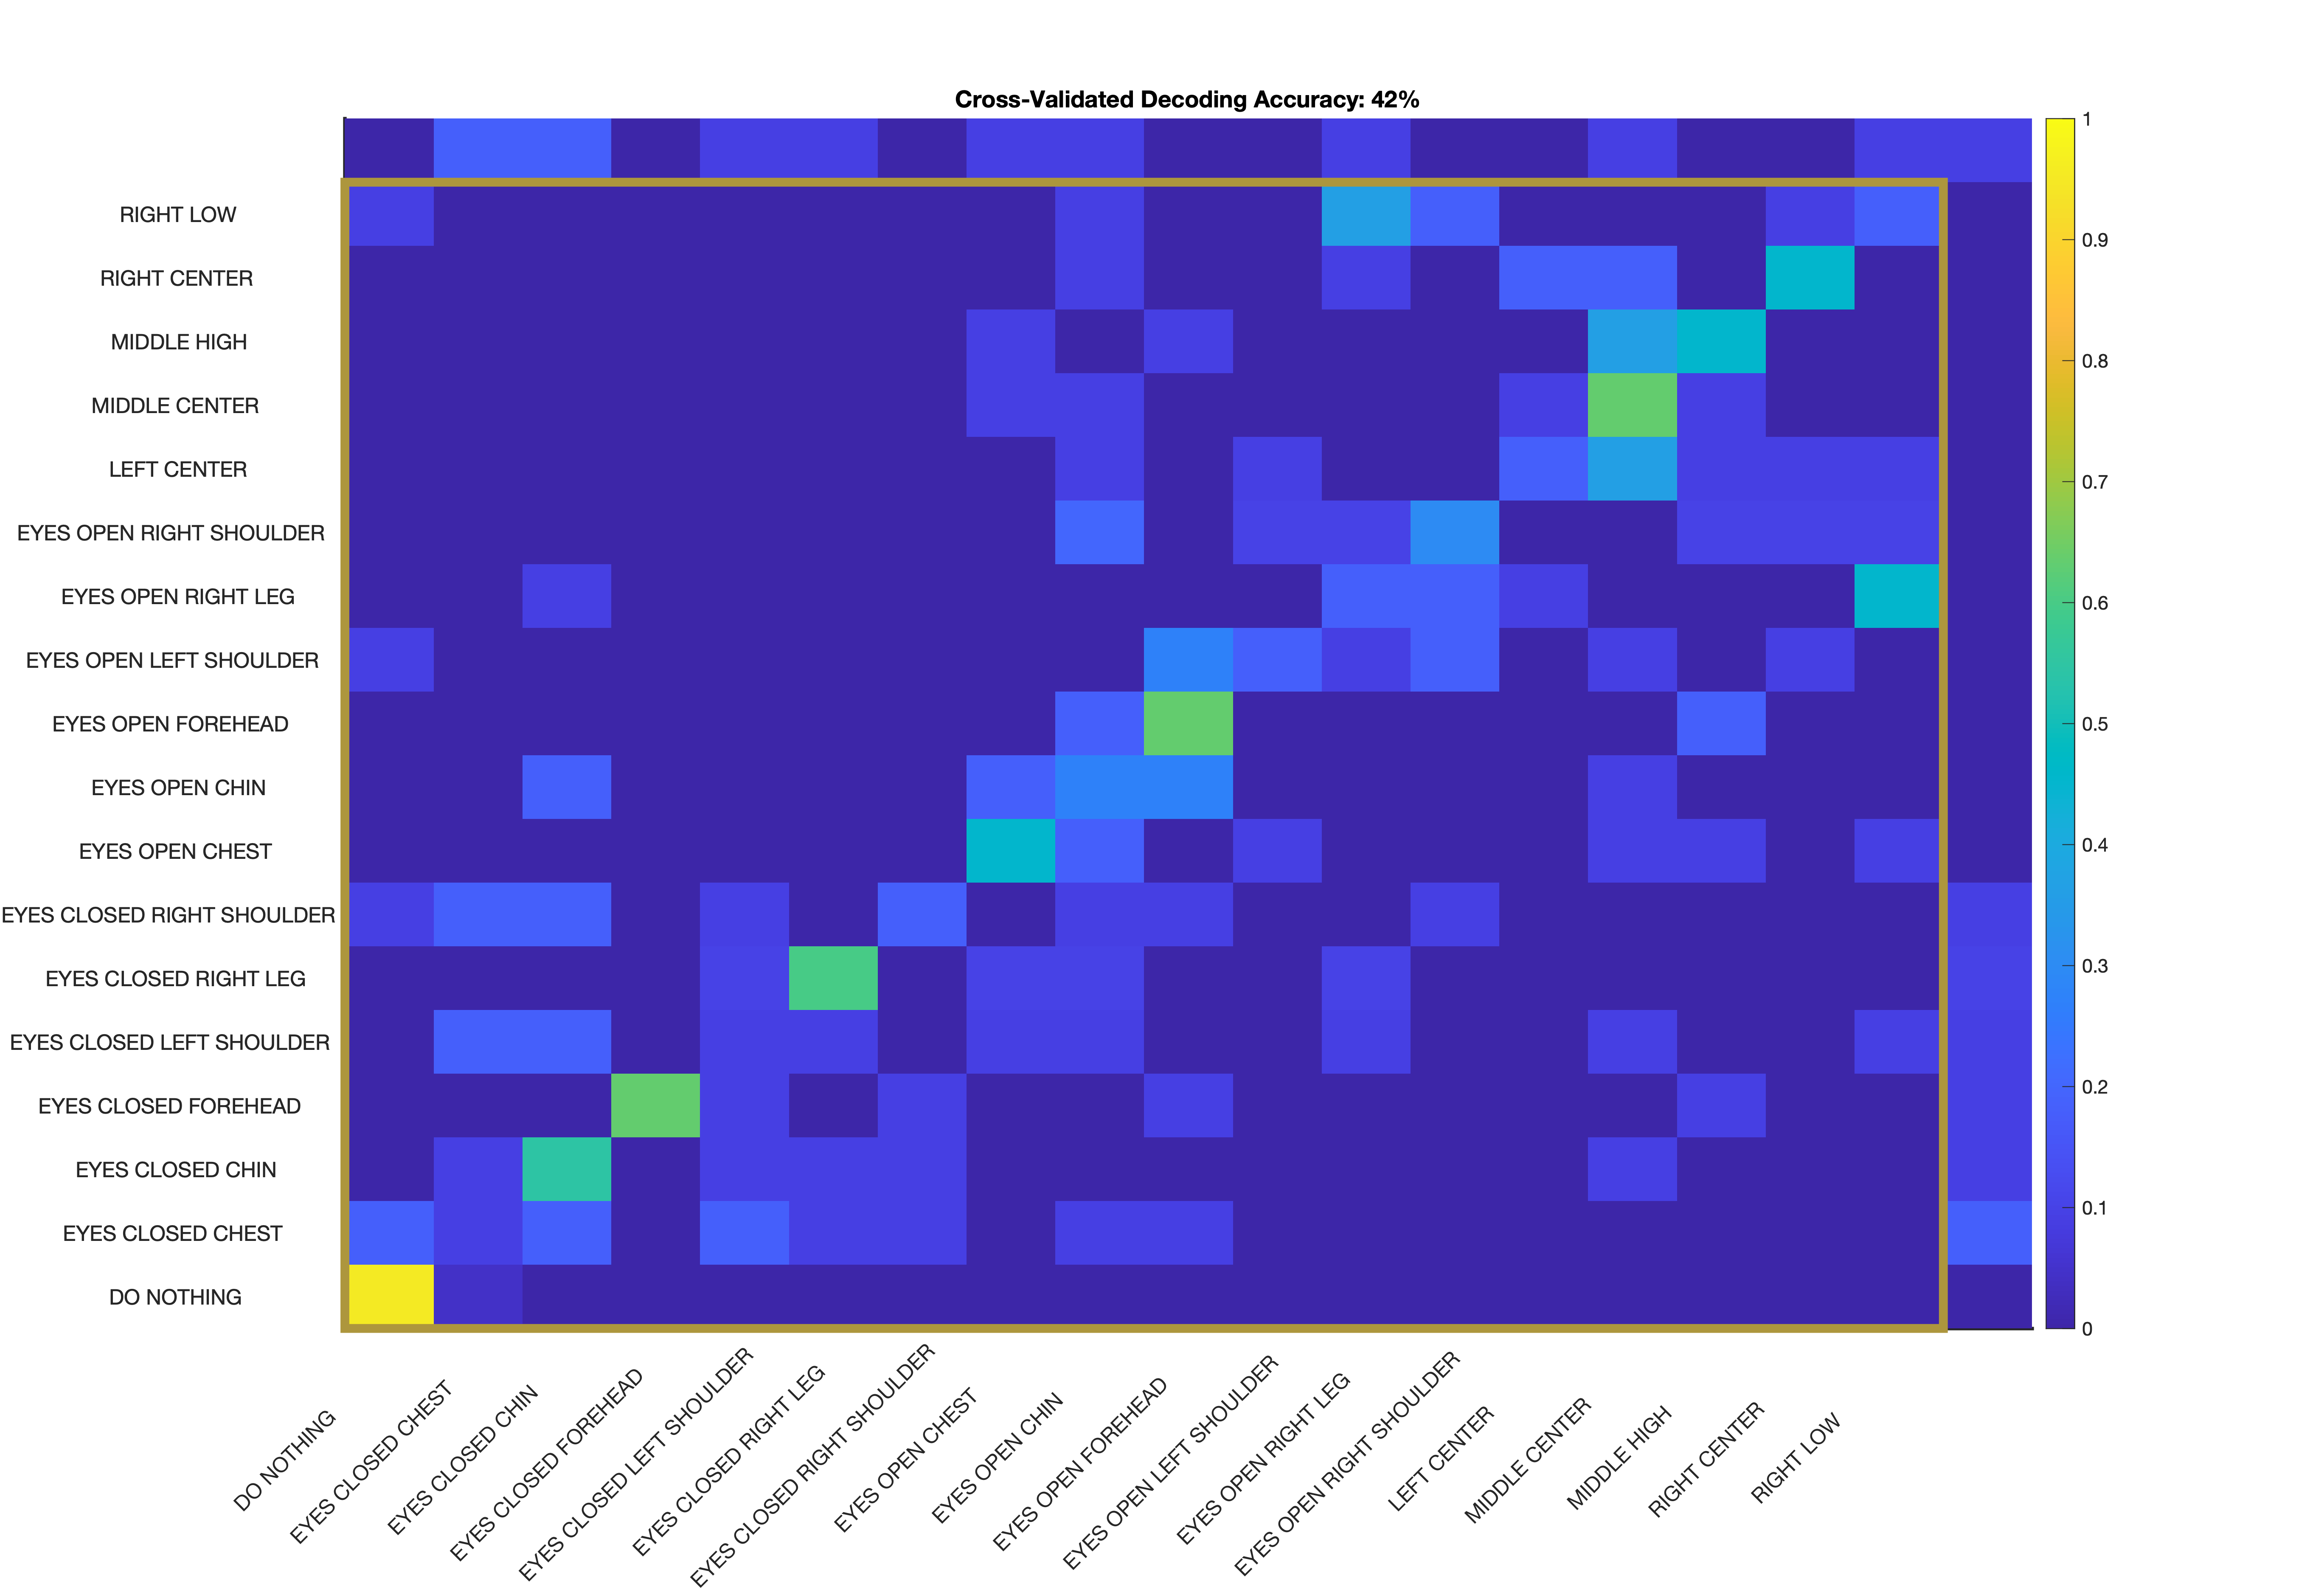 Cross-Validated Decoding Accuracy: 42%
RIGHT LOW
RIGHT CENTER
MIDDLE HIGH
MIDDLE CENTER
LEFT CENTER
EYES OPEN RIGHT SHOULDER
EYES OPEN RIGHT LEG
EYES OPEN LEFT SHOULDER
EYES OPEN FOREHEAD
EYES OPEN CHIN
EYES OPEN CHEST
EYES CLOSED RIGHT SHOULDER
EYES CLOSED RIGHT LEG
EYES CLOSED LEFT SHOULDER
EYES CLOSED FOREHEAD
EYES CLOSED CHIN
EYES CLOSED CHEST
DO NOTHING
DO NOTHING
EYES CLOSED CHEST
EYES CLOSED CHIN
EYES CLOSED FOREHEAD
EYES CLOSED LEFT SHOULDER
EYES CLOSED RIGHT LEG
EYES CLOSED RIGHT SHOULDER
EYES OPEN CHEST
EYES OPEN CHIN
EYES OPEN FOREHEAD
EYES OPEN LEFT SHOULDER
EYES OPEN RIGHT LEG
EYES OPEN RIGHT SHOULDER
LEFT CENTER
MIDDLE CENTER
MIDDLE HIGH
RIGHT CENTER
RIGHT LOW
1
0.9
0.8
0.7
0.6
0.5
0.4
0.3
0.2
0.1
0